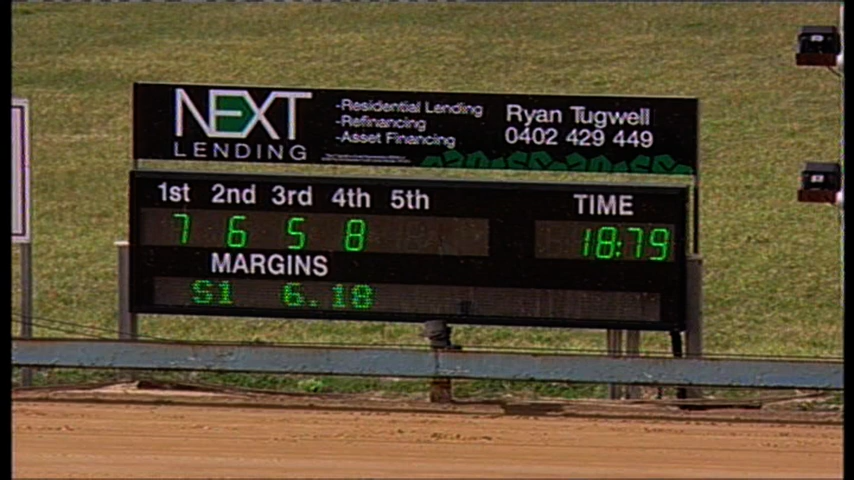 NEXT
LENDING
-Residential Lending
-Refinancing
-Asset Financing
Ryan Tugwell
0402 429 449
1st 2nd 3rd 4th 5th
7 6 5 8
TIME
18:79
MARGINS
S1 6.18